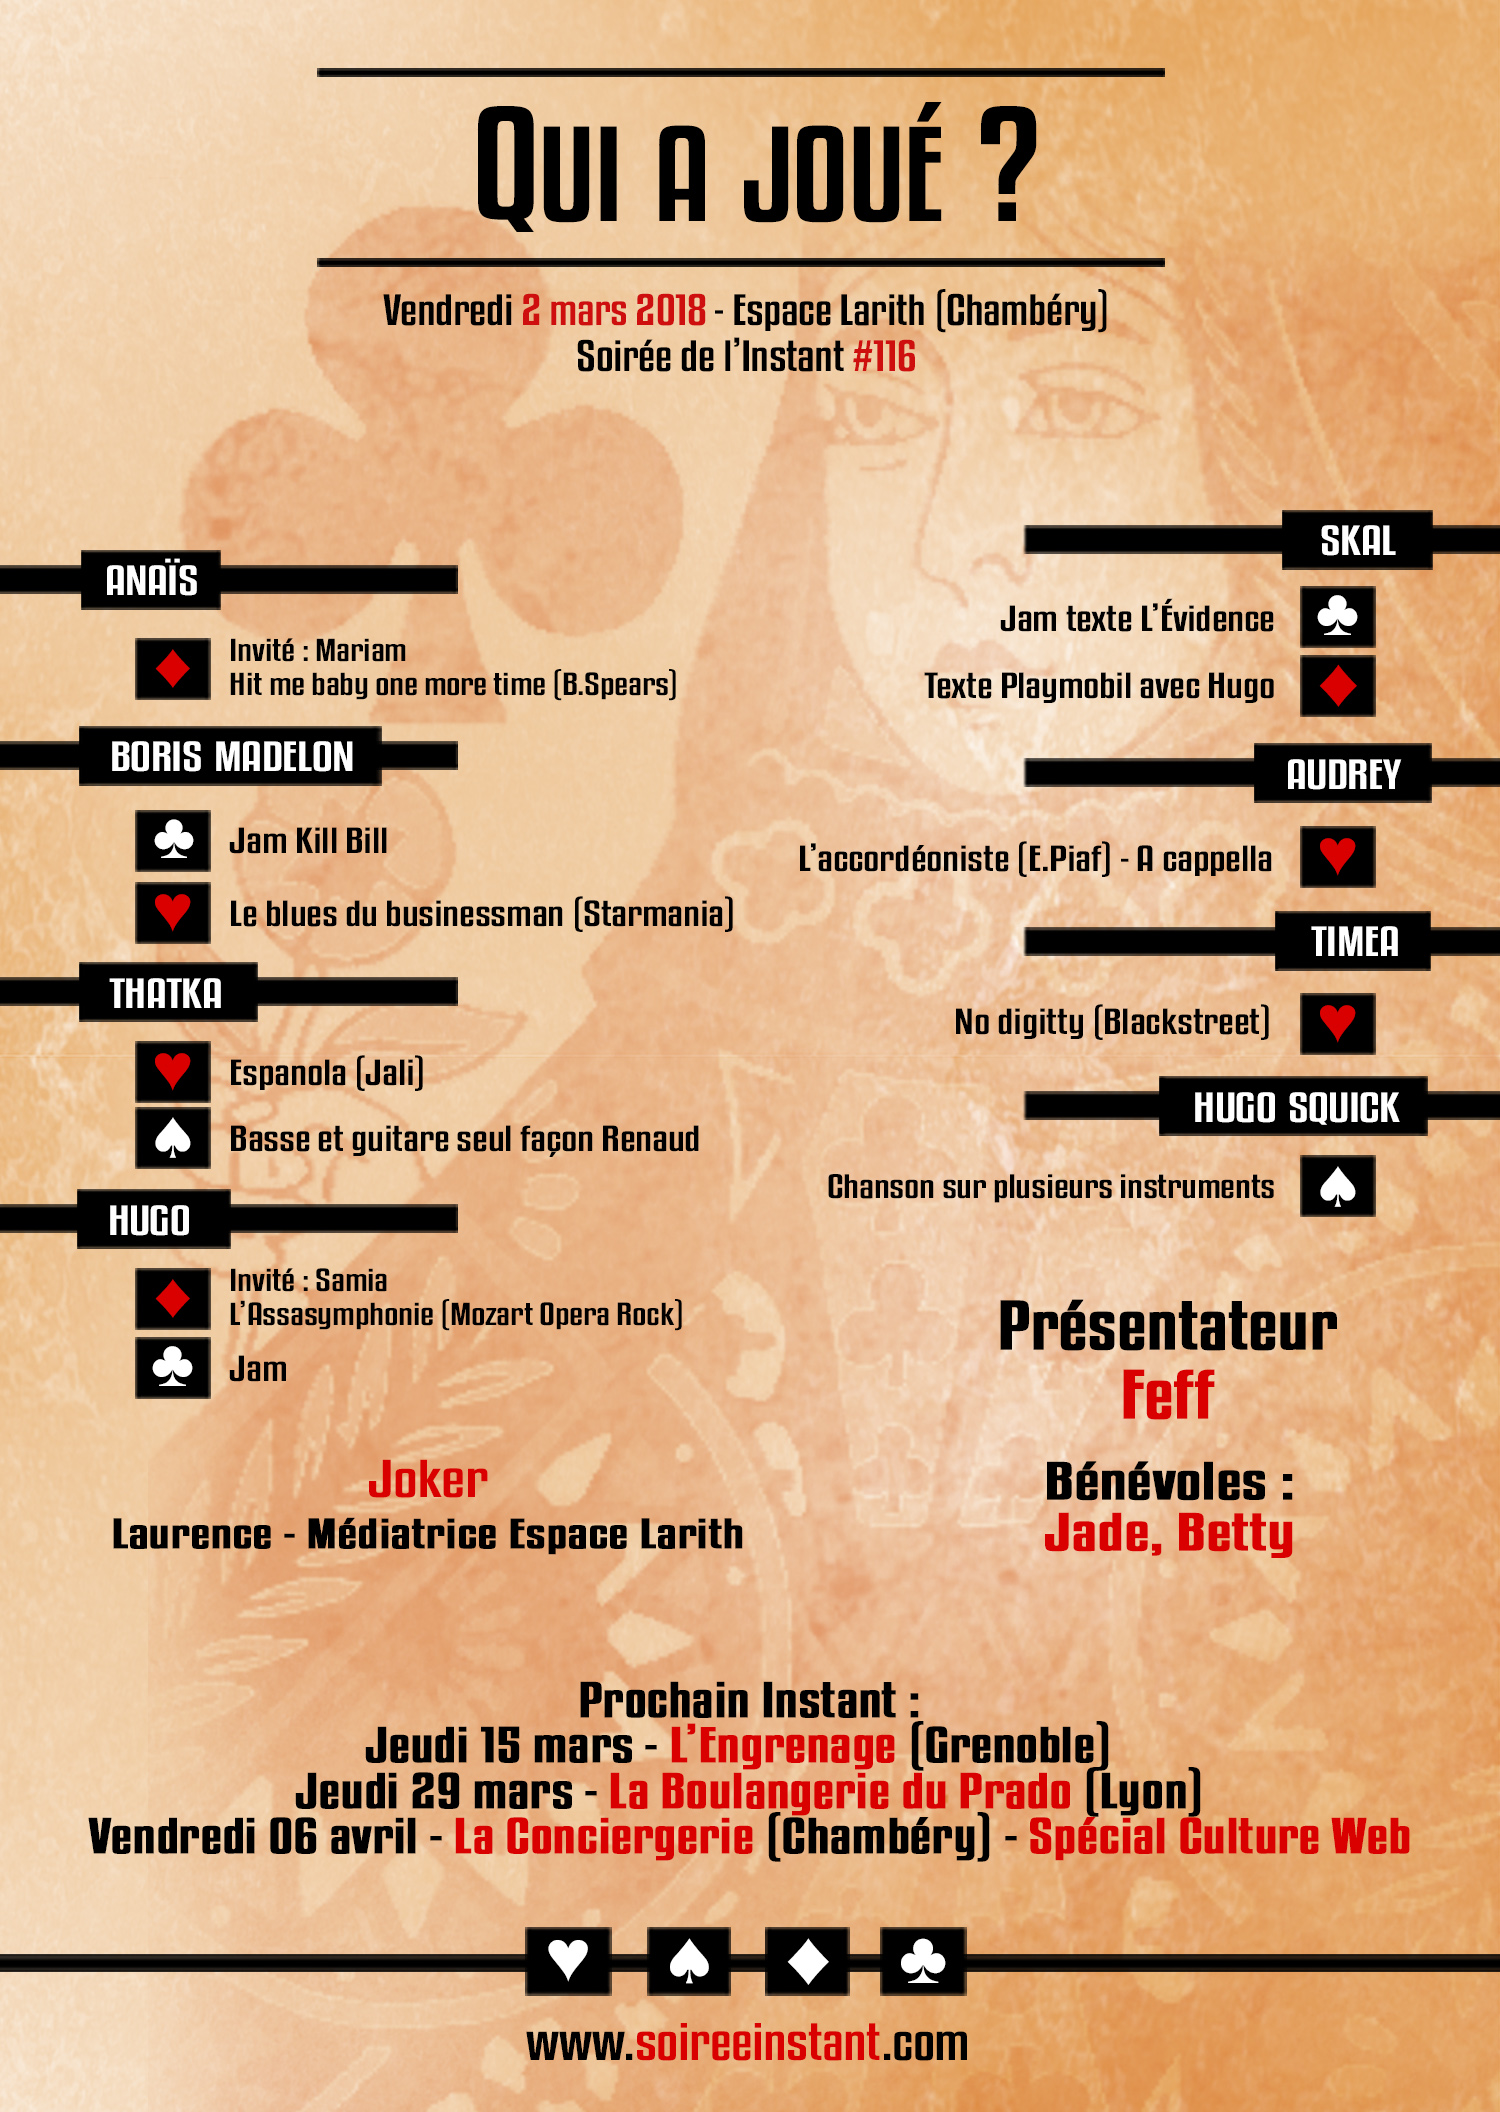 Qui a joué ?
Vendredi 2 mars 2018 - Espace Larith (Chambéry)
Soirée de l'Instant #116
ANAÏS
Invité : Mariam
Hit me baby one more time (B.Spears)
BORIS MADELON
Jam Kill Bill
Le blues du businessman (Starmania)
THATKA
Espanola (Jali)
Basse et guitare seul façon Renaud
HUGO
Invité : Samia
L'Assasymphonie (Mozart Opera Rock)
Jam
Joker
Laurence - Médiatrice Espace Larith
SKAL
Jam texte L'Évidence
Texte Playmobil avec Hugo
AUDREY
L'accordéoniste (E.Piaf) - A cappella
TIMEA
No digitty (Blackstreet)
HUGO SQUICK
Chanson sur plusieurs instruments
Présentateur
Feff
Bénévoles :
Jade, Betty
Prochain Instant :
Jeudi 15 mars - L'Engrenage (Grenoble)
Jeudi 29 mars - La Boulangerie du Prado (Lyon)
Vendredi 06 avril - La Conciergerie (Chambéry) - Spécial Culture Web
www.soireeinstant.com